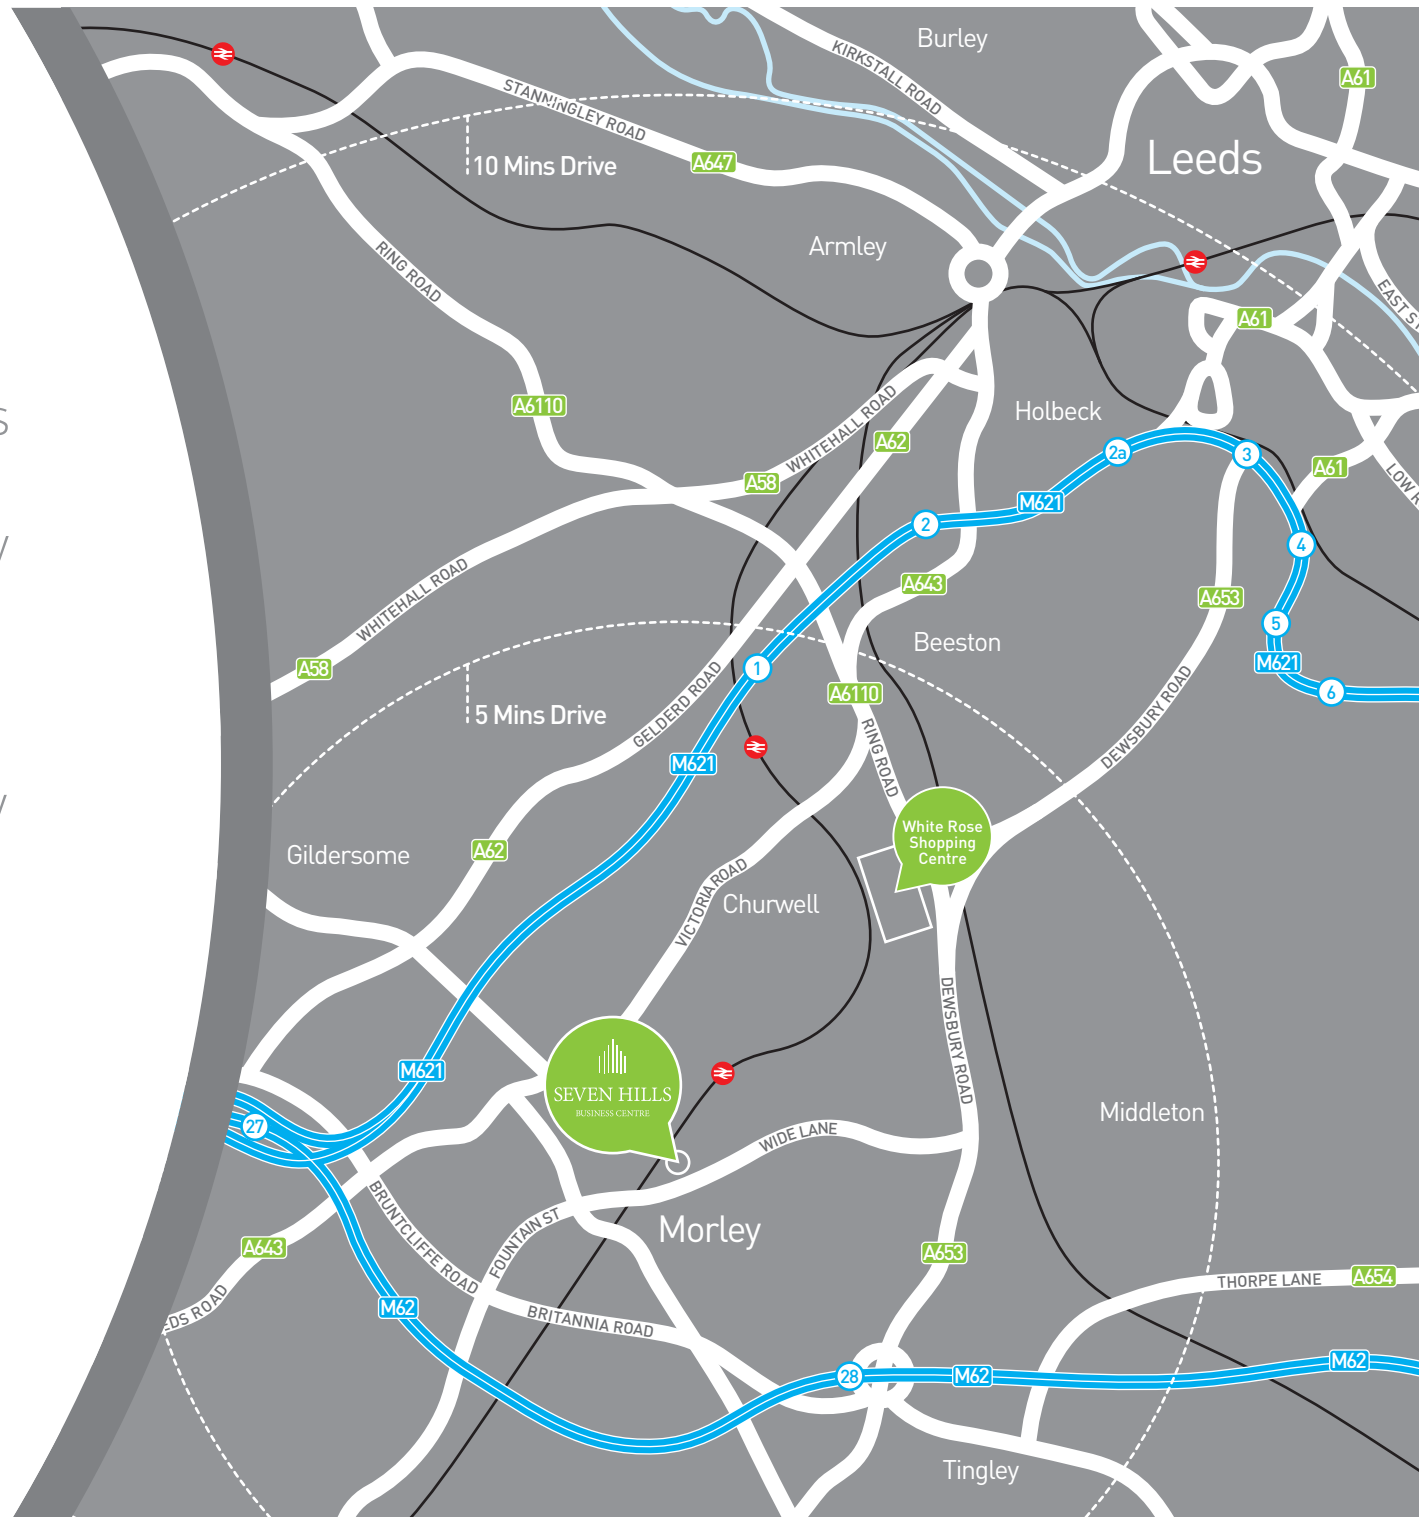 Burley
KIRKSTALL ROAD
A61
STANNINGLEY ROAD
Leeds
10 Mins Drive
A647
Armley
RING ROAD
EAST S
A61
A6110
Holbeck
WHITEHALL ROAD
A62
S
2a
3
A61
A58
LOW R
M621
2
4
WHITEHALL ROAD
A643
A653
5
Beeston
M621
A58
1
6
A6110
GELDERD ROAD
5 Mins Drive
RING ROAD
DEWSBURY ROAD
M621
White Rose
Shopping
Centre
Gildersome
A62
VICTORIA ROAD
Churwell
DEWSBURY ROAD
M621
SEVEN HILLS
BUSINESS CENTRE
Middleton
27
WIDE LANE
BRUNTCLIFFE ROAD
FOUNTAIN ST
Morley
A643
A653
THORPE LANE
A654
EDS ROAD
M62
BRITANNIA ROAD
28
M62
M62
Tingley